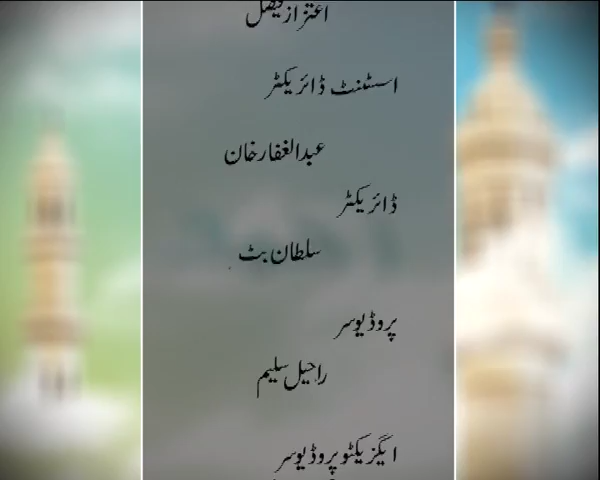 اعتزاز فیصل
اسسٹنٹ ڈائریکٹر
عبدالغفار خان
ڈائریکٹر
سلطان بٹ
پروڈیوسر
راحیل سلیم
ایگزیکٹو پروڈیوسر